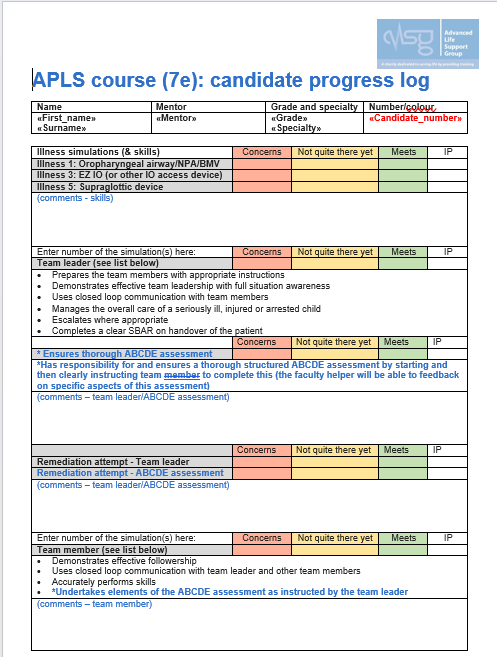 alsg Advanced
Life
Support
Group
A charity dedicated to saving life by providing training
APLS course (7e): candidate progress log
Name Mentor Grade and specialty Number/colour
«First_name» «Mentor» «Grade» «Candidate_number»
«Surname» «Specialty»
Illness simulations (& skills) Concerns Not quite there yet Meets IP
Illness 1: Oropharyngeal airway/NPA/BMV
Illness 3: EZ IO (or other IO access device)
Illness 5: Supraglottic device
(comments - skills)
Enter number of the simulation(s) here: Concerns Not quite there yet Meets IP
Team leader (see list below)
• Prepares the team members with appropriate instructions
• Demonstrates effective team leadership with full situation awareness
• Uses closed loop communication with team members
• Manages the overall care of a seriously ill, injured or arrested child
• Escalates where appropriate
• Completes a clear SBAR on handover of the patient
Concerns Not quite there yet Meets IP
* Ensures thorough ABCDE assessment
*Has responsibility for and ensures a thorough structured ABCDE assessment by starting and
then clearly instructing team member to complete this (the faculty helper will be able to feedback
on specific aspects of this assessment)
(comments – team leader/ABCDE assessment)
Concerns Not quite there yet Meets IP
Remediation attempt - Team leader
Remediation attempt - ABCDE assessment
(comments – team leader/ABCDE assessment)
Enter number of the simulation(s) here: Concerns Not quite there yet Meets IP
Team member (see list below)
• Demonstrates effective followership
• Uses closed loop communication with team leader and other team members
• Accurately performs skills
• *Undertakes elements of the ABCDE assessment as instructed by the team leader
(comments – team member)